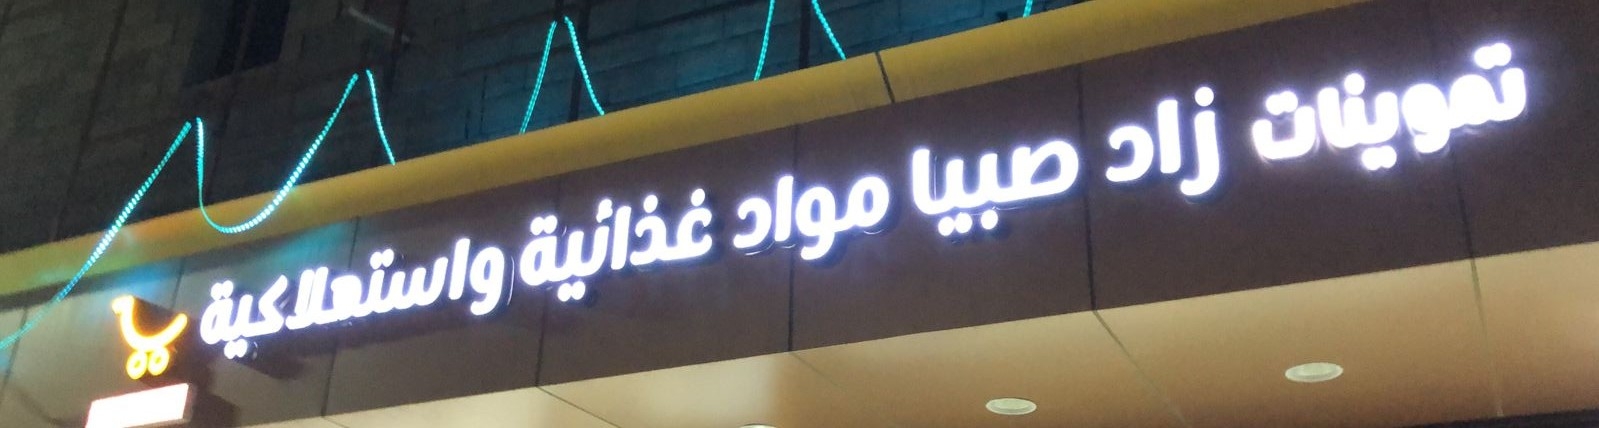 تموينات زاد صبيا مواد غذائية واستهلاكية